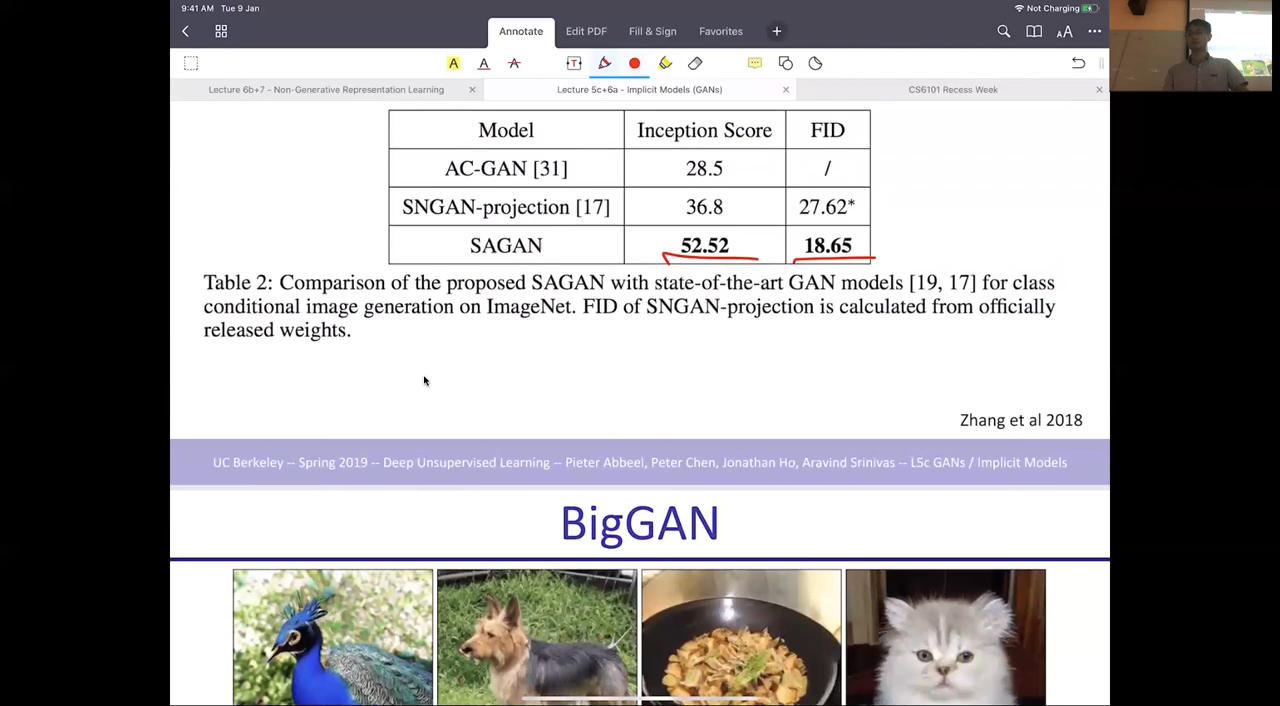 9:41 AM Tue 9 Jan
Not Charging
Annotate Edit PDF Fill & Sign Favorites +
A A A T AA
Lecture 6b+7 - Non-Generative Representation Learning × Lecture 5c+6a - Implicit Models (GANs) × CS6101 Recess Week ×
Model Inception Score FID
AC-GAN [31] 28.5 /
SNGAN-projection [17] 36.8 27.62*
SAGAN 52.52 18.65
Table 2: Comparison of the proposed SAGAN with state-of-the-art GAN models [19, 17] for class
conditional image generation on ImageNet. FID of SNGAN-projection is calculated from officially
released weights.
Zhang et al 2018
UC Berkeley -- Spring 2019 -- Deep Unsupervised Learning -- Pieter Abbeel, Peter Chen, Jonathan Ho, Aravind Srinivas -- L5c GANs / Implicit Models
BigGAN